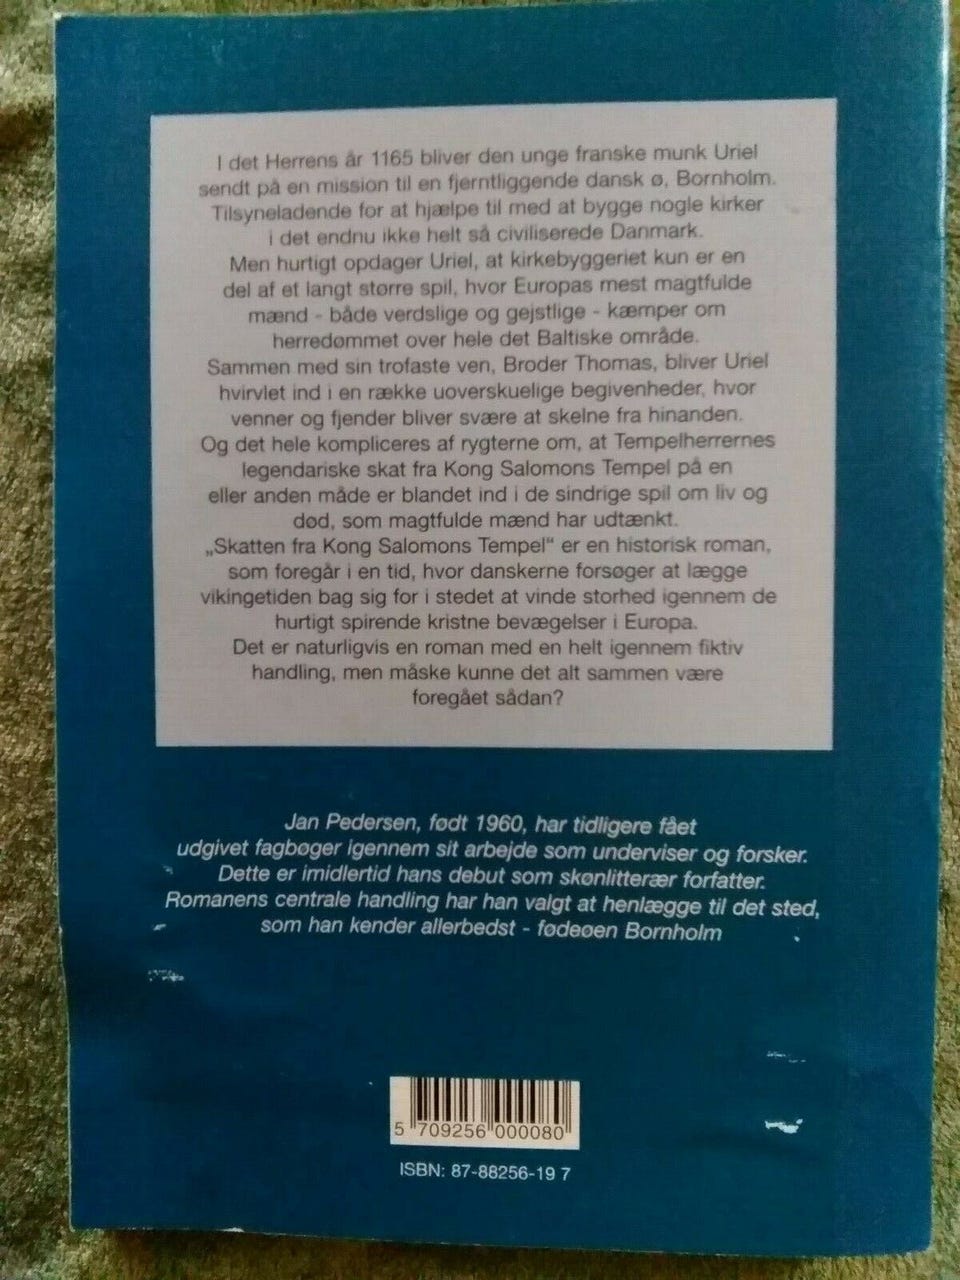 I det Herrens år 1165 bliver den unge franske munk Uriel
sendt på en mission til en fjerntliggende dansk ø, Bornholm.
Tilsyneladende for at hjælpe til med at bygge nogle kirker
i det endnu ikke helt så civiliserede Danmark.
Men hurtigt opdager Uriel, at kirkebyggeriet kun er en
del af et langt større spil, hvor Europas mest magtfulde
mænd - både verdslige og gejstlige - kæmper om
herredømmet over hele det Baltiske område.
Sammen med sin trofaste ven, Broder Thomas, bliver Uriel
hvirvlet ind i en række uoverskuelige begivenheder, hvor
venner og fjender bliver svære at skelne fra hinanden.
Og det hele kompliceres af rygterne om, at Tempelherrernes
legendariske skat fra Kong Salomons Tempel på en
eller anden måde er blandet ind i de sindrige spil om liv og
død, som magtfulde mænd har udtænkt.
„Skatten fra Kong Salomons Tempel“ er en historisk roman,
som foregår i en tid, hvor danskerne forsøger at lægge
vikingetiden bag sig for i stedet at vinde storhed igennem de
hurtigt spirende kristne bevægelser i Europa.
Det er naturligvis en roman med en helt igennem fiktiv
handling, men måske kunne det alt sammen være
foregået sådan?
Jan Pedersen, født 1960, har tidligere fået
udgivet fagbøger igennem sit arbejde som underviser og forsker.
Dette er imidlertid hans debut som skønlitterær forfatter.
Romanens centrale handling har han valgt at henlægge til det sted,
som han kender allerbedst - fødeøen Bornholm
5 709256 000080
ISBN: 87-88256-19 7